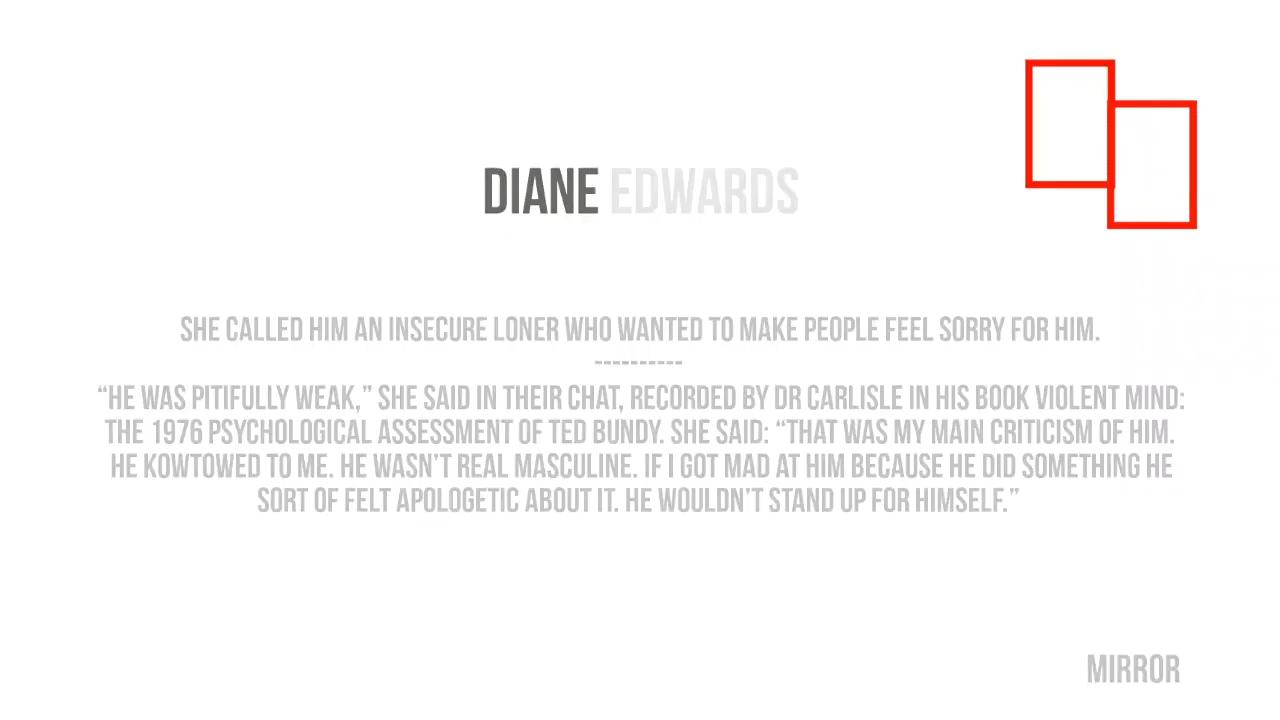 DIANE EDWARDS
SHE CALLED HIM AN INSECURE LONER WHO WANTED TO MAKE PEOPLE FEEL SORRY FOR HIM.
----------
“HE WAS PITIFULLY WEAK,” SHE SAID IN THEIR CHAT, RECORDED BY DR CARLISLE IN HIS BOOK VIOLENT MIND:
THE 1976 PSYCHOLOGICAL ASSESSMENT OF TED BUNDY. SHE SAID: “THAT WAS MY MAIN CRITICISM OF HIM.
HE KOWTOWED TO ME. HE WASN’T REAL MASCULINE. IF I GOT MAD AT HIM BECAUSE HE DID SOMETHING HE
SORT OF FELT APOLOGETIC ABOUT IT. HE WOULDN’T STAND UP FOR HIMSELF.”
MIRROR